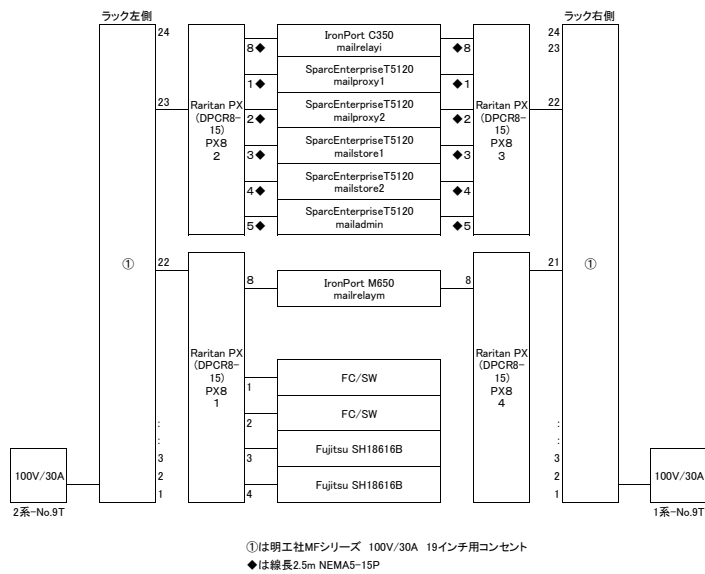 ラック左側
ラック右側
24
IronPort C350
mailrelayi
24
23
8◆
◆8
SparcEnterpriseT5120
mailproxy1
1◆
◆1
23
Raritan PX
(DPCR8-
15)
PX8
2
SparcEnterpriseT5120
mailproxy2
2◆
◆2
Raritan PX
(DPCR8-
15)
PX8
3
22
SparcEnterpriseT5120
mailstore1
3◆
◆3
SparcEnterpriseT5120
mailstore2
4◆
◆4
SparcEnterpriseT5120
mailadmin
5◆
◆5
①
22
21
①
8
IronPort M650
mailrelaym
8
Raritan PX
(DPCR8-
15)
PX8
1
Raritan PX
(DPCR8-
15)
PX8
4
FC/SW
1
FC/SW
2
:
:
:
:
3
3
Fujitsu SH18616B
3
2
2
Fujitsu SH18616B
4
1
1
100V/30A
100V/30A
2系-No.9T
1系-No.9T
①は明工社MFシリーズ 100V/30A 19インチ用コンセント
◆は線長2.5m NEMA5-15P